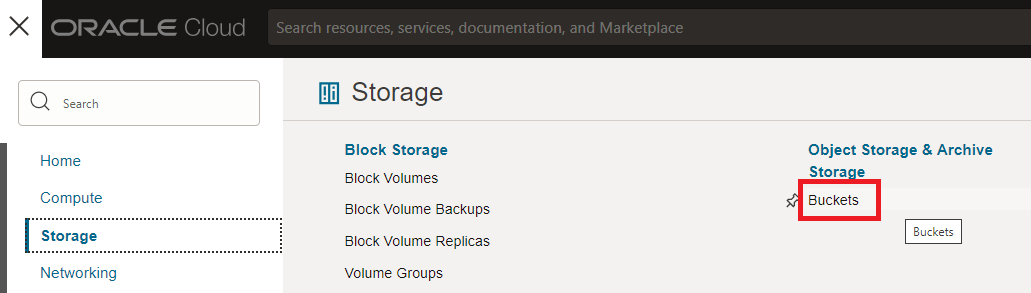 ORACLE Cloud
Search resources, services, documentation, and Marketplace
Search
Home
Compute
Storage
Networking
Storage
Block Storage
Block Volumes
Block Volume Backups
Block Volume Replicas
Volume Groups
Object Storage & Archive
Storage
Buckets
Buckets